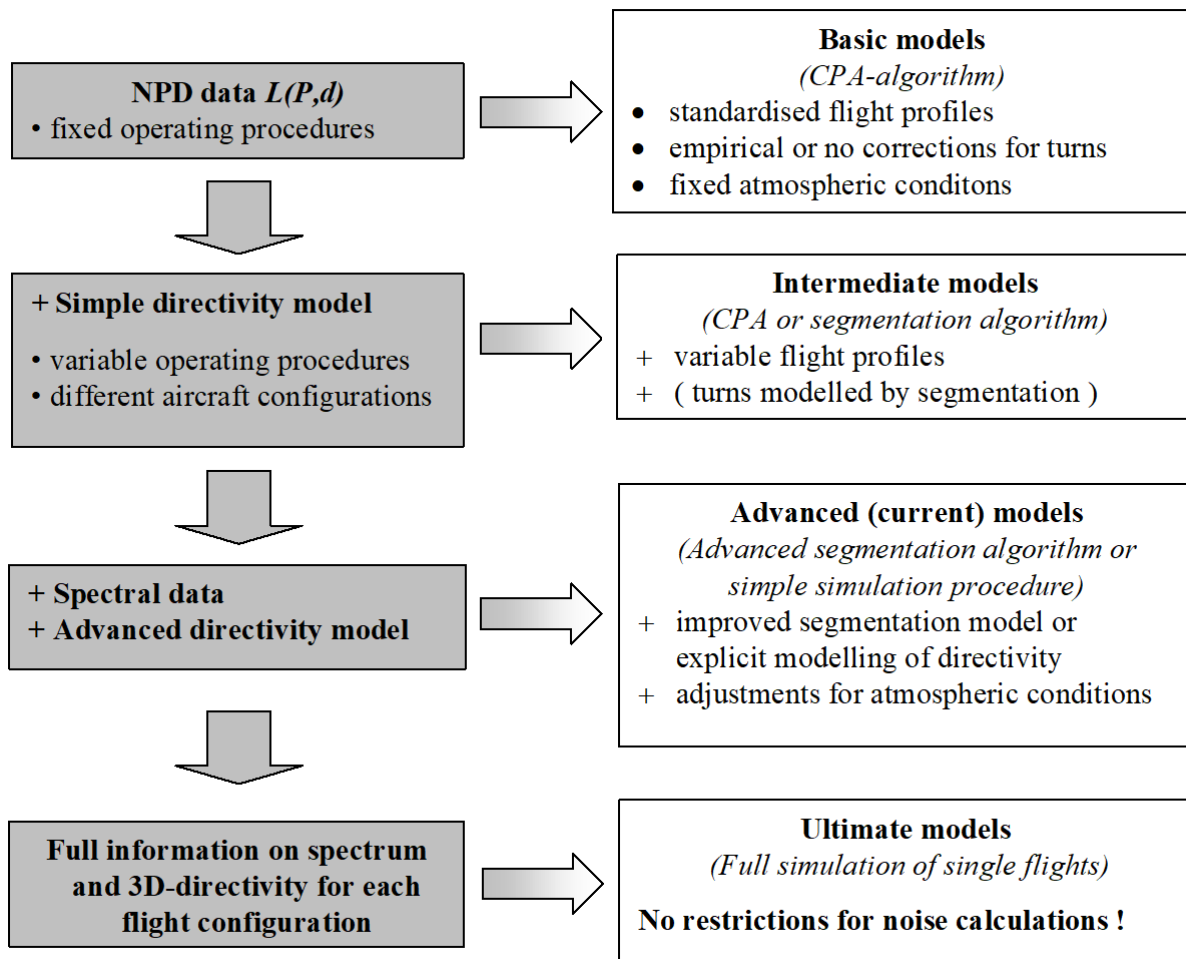 NPD data L(P,d)
• fixed operating procedures
Basic models
(CPA-algorithm)
• standardised flight profiles
• empirical or no corrections for turns
• fixed atmospheric conditons
+ Simple directivity model
• variable operating procedures
• different aircraft configurations
Intermediate models
(CPA or segmentation algorithm)
+ variable flight profiles
+ ( turns modelled by segmentation )
+ Spectral data
+ Advanced directivity model
Advanced (current) models
(Advanced segmentation algorithm or
simple simulation procedure)
+ improved segmentation model or
explicit modelling of directivity
+ adjustments for atmospheric conditions
Full information on spectrum
and 3D-directivity for each
flight configuration
Ultimate models
(Full simulation of single flights)
No restrictions for noise calculations !